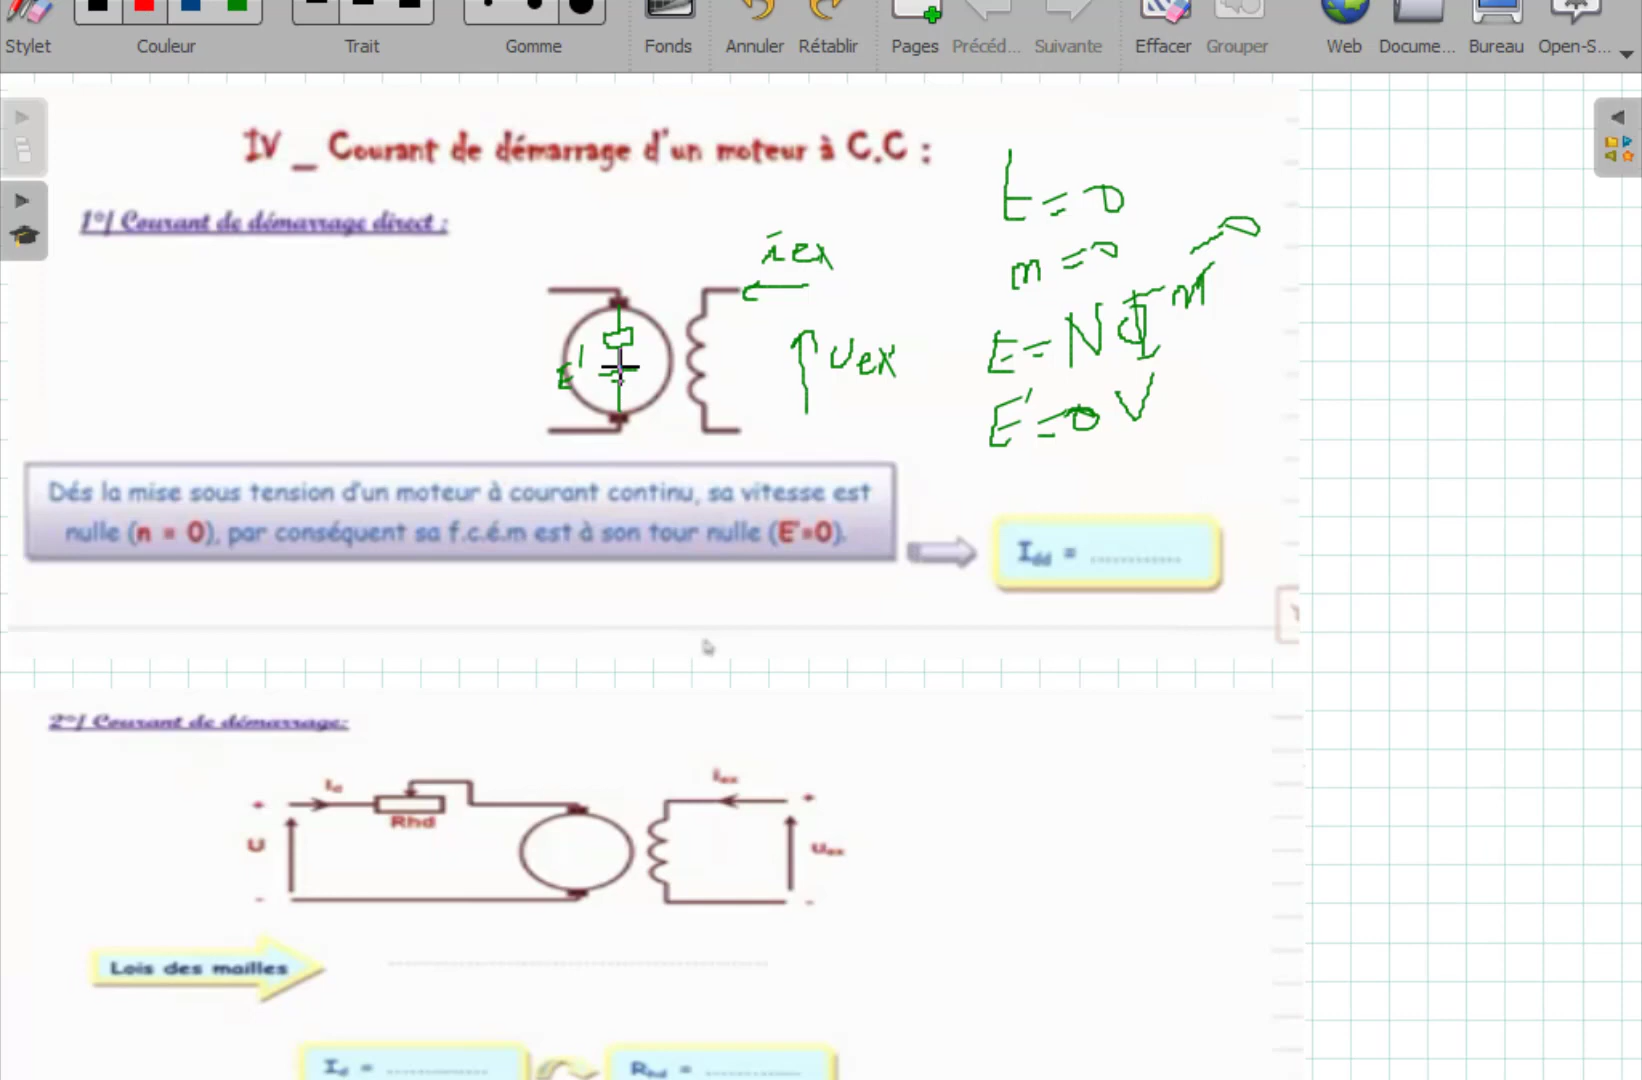 Stylet Couleur Trait Gomme Fonds Annuler Rétablir Pages Précéd... Suivante Effacer Grouper Web Docume... Bureau Open-S...
IV _ Courant de démarrage d'un moteur à C.C :
1°/ Courant de démarrage direct :
t = 0
n = 0
iex
E = N Φ n 0
Uex
E'
E' = 0 V
Dés la mise sous tension d'un moteur à courant continu, sa vitesse est
nulle (n = 0), par conséquent sa f.c.é.m est à son tour nulle (E'=0).
Idd = ............
2°/ Courant de démarrage:
Id
iex
+ +
Rhd
U
uex
- -
Lois des mailles
Id = ............
Rhd = ............